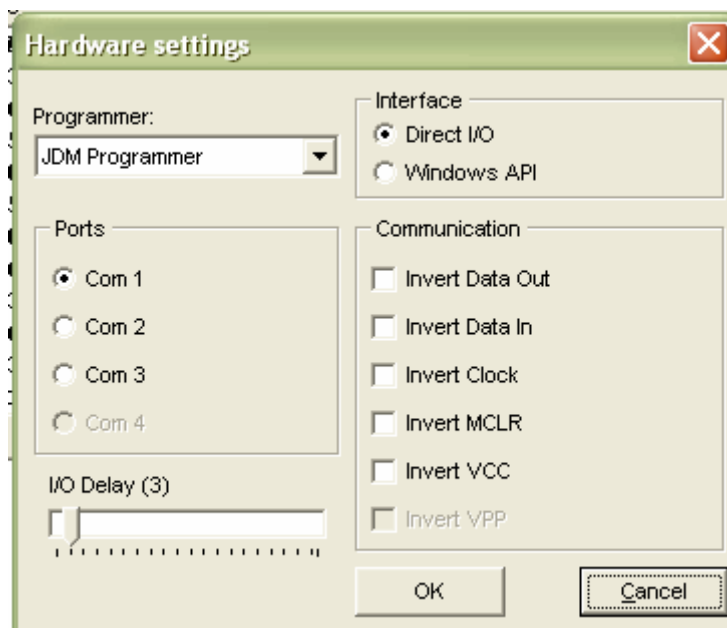 Hardware settings
Programmer:
JDM Programmer
Interface
Direct I/O
Windows API
Ports
Com 1
Com 2
Com 3
Com 4
Communication
Invert Data Out
Invert Data In
Invert Clock
Invert MCLR
Invert VCC
Invert VPP
I/O Delay (3)
OK
Cancel